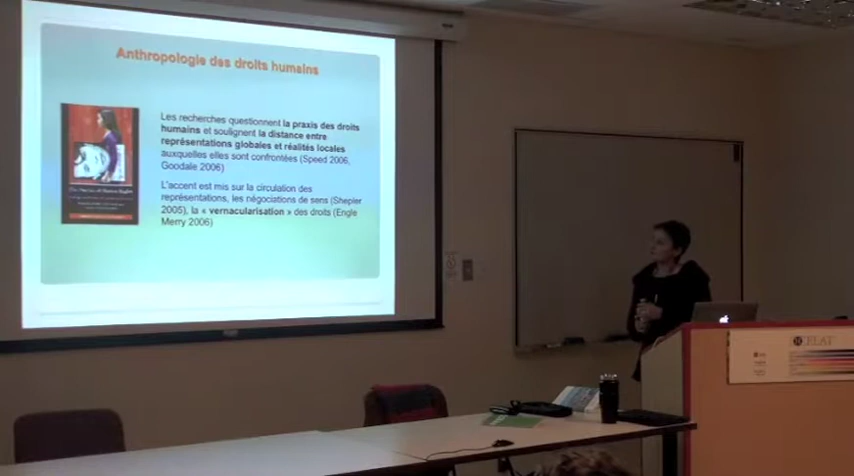 Anthropologie des droits humains
Les recherches questionnent la praxis des droits
humains et soulignent la distance entre
représentations globales et réalités locales
auxquelles elles sont confrontées (Speed 2006,
Goodale 2006)
L'accent est mis sur la circulation des
représentations, les négociations de sens (Shepler
2005), la « vernacularisation » des droits (Engle
Merry 2006)
CELAT